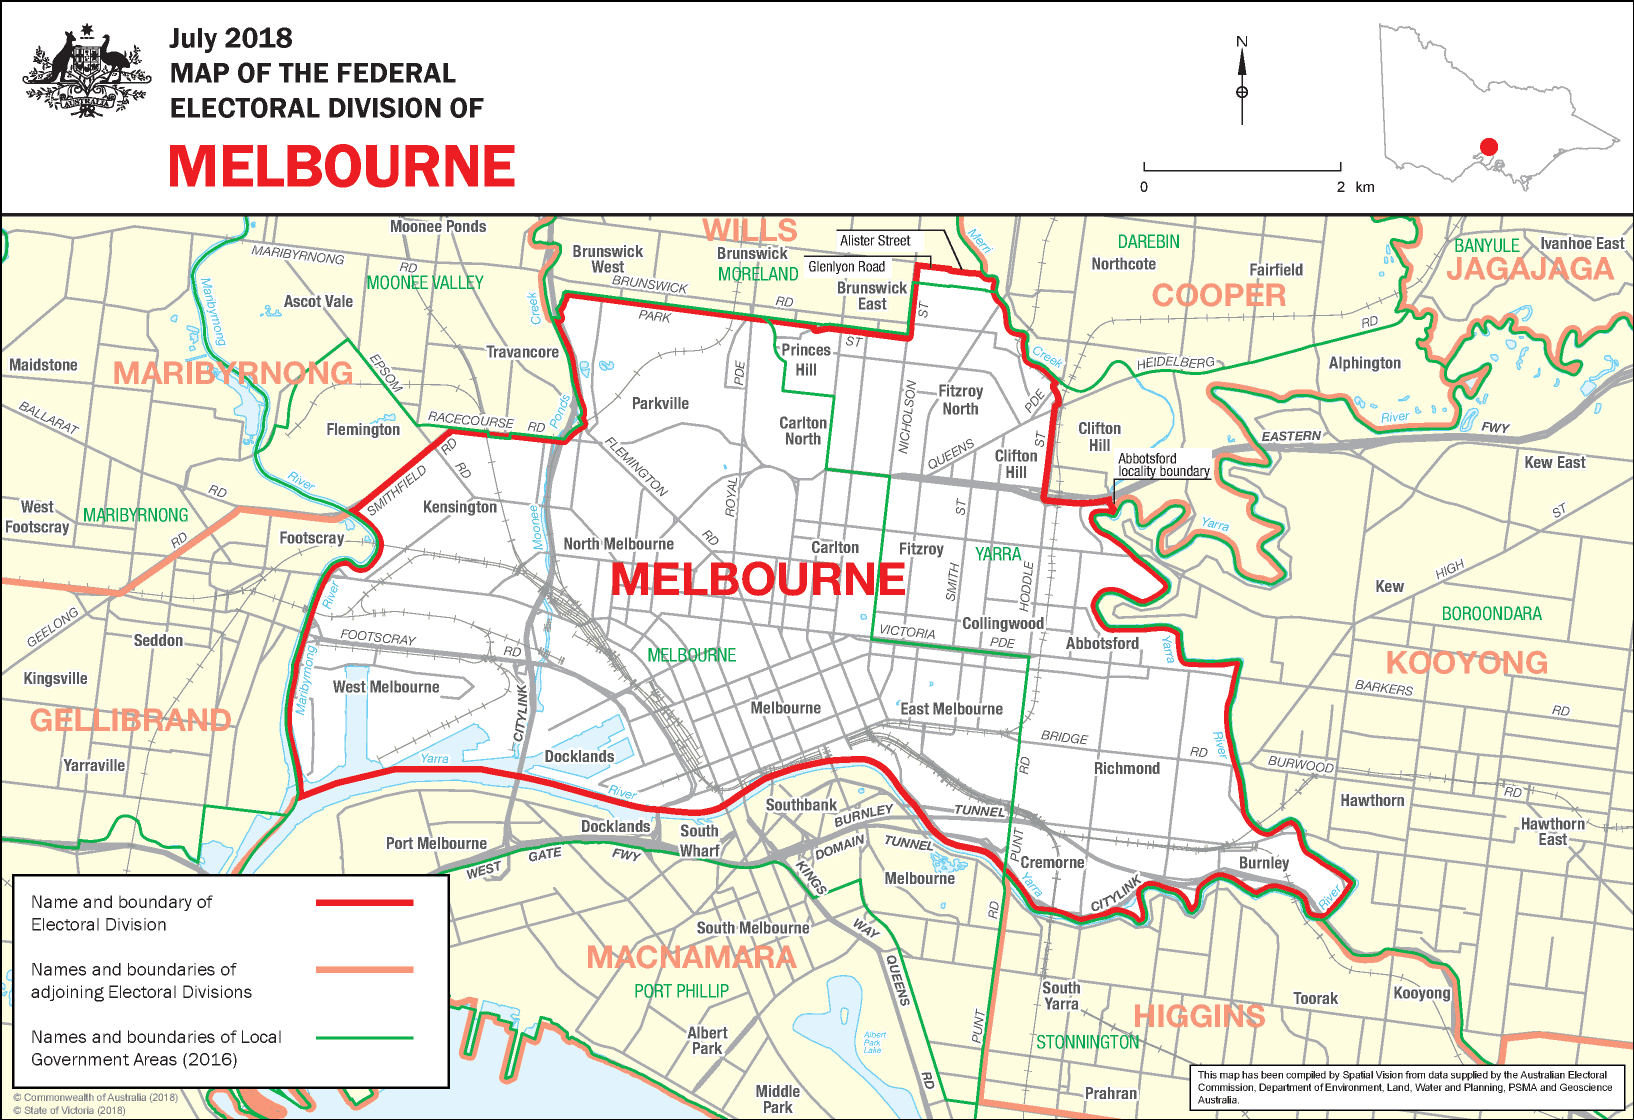 July 2018
MAP OF THE FEDERAL
ELECTORAL DIVISION OF
MELBOURNE
AUSTRALIA
N
0
2 km
Moonee Ponds
WILLS
Alister Street
Merri
DAREBIN
BANYULE
Ivanhoe East
MARIBYRNONG
RD
MOONEE VALLEY
Brunswick
West
Brunswick
MORELAND
Glenlyon Road
Northcote
Fairfield
JAGAJAGA
COOPER
Maribyrnong
Ascot Vale
Creek
BRUNSWICK
RD
Brunswick
East
ST
PARK
ST
RD
Maidstone
MARIBYRNONG
Travancore
EPSOM
Princes
Hill
PDE
Creek
HEIDELBERG
Alphington
Parkville
Fitzroy
North
NICHOLSON
PDE
BALLARAT
Flemington
RACECOURSE
RD
Ponds
Carlton
North
River
EASTERN
FWY
Clifton
Hill
ST
QUEENS
Clifton
Hill
Abbotsford
locality boundary
Kew East
RD
SMITHFIELD
RD
FLEMINGTON
River
RD
West
Footscray
MARIBYRNONG
Kensington
ROYAL
ST
Yarra
ST
RD
Footscray
Moonee
North Melbourne
RD
Carlton
Fitzroy
YARRA
MELBOURNE
SMITH
HODDLE
HIGH
Kew
River
GEELONG
Seddon
FOOTSCRAY
RD
VICTORIA
PDE
Collingwood
Abbotsford
Yarra
BOROONDARA
KOOYONG
MELBOURNE
Kingsville
Maribyrnong
West Melbourne
CITYLINK
GELLIBRAND
Melbourne
East Melbourne
BARKERS
RD
BRIDGE
RD
River
Yarraville
Yarra
Docklands
RD
Richmond
BURWOOD
RD
River
Southbank
BURNLEY
TUNNEL
Hawthorn
Port Melbourne
Docklands
South
Wharf
DOMAIN
TUNNEL
PUNT
Hawthorn
East
WEST
GATE
FWY
KINGS
Melbourne
Cremorne
Burnley
Yarra
CITYLINK
River
WAY
RD
South Melbourne
MACNAMARA
PORT PHILLIP
QUEENS
South
Yarra
Toorak
Kooyong
HIGGINS
STONNINGTON
Albert
Park
Albert
Park
Lake
PUNT
RD
Middle
Park
Prahran
Name and boundary of
Electoral Division
Names and boundaries of
adjoining Electoral Divisions
Names and boundaries of Local
Government Areas (2016)
© Commonwealth of Australia (2018)
© State of Victoria (2018)
This map has been compiled by Spatial Vision from data supplied by the Australian Electoral
Commission, Department of Environment, Land, Water and Planning, PSMA and Geoscience
Australia.